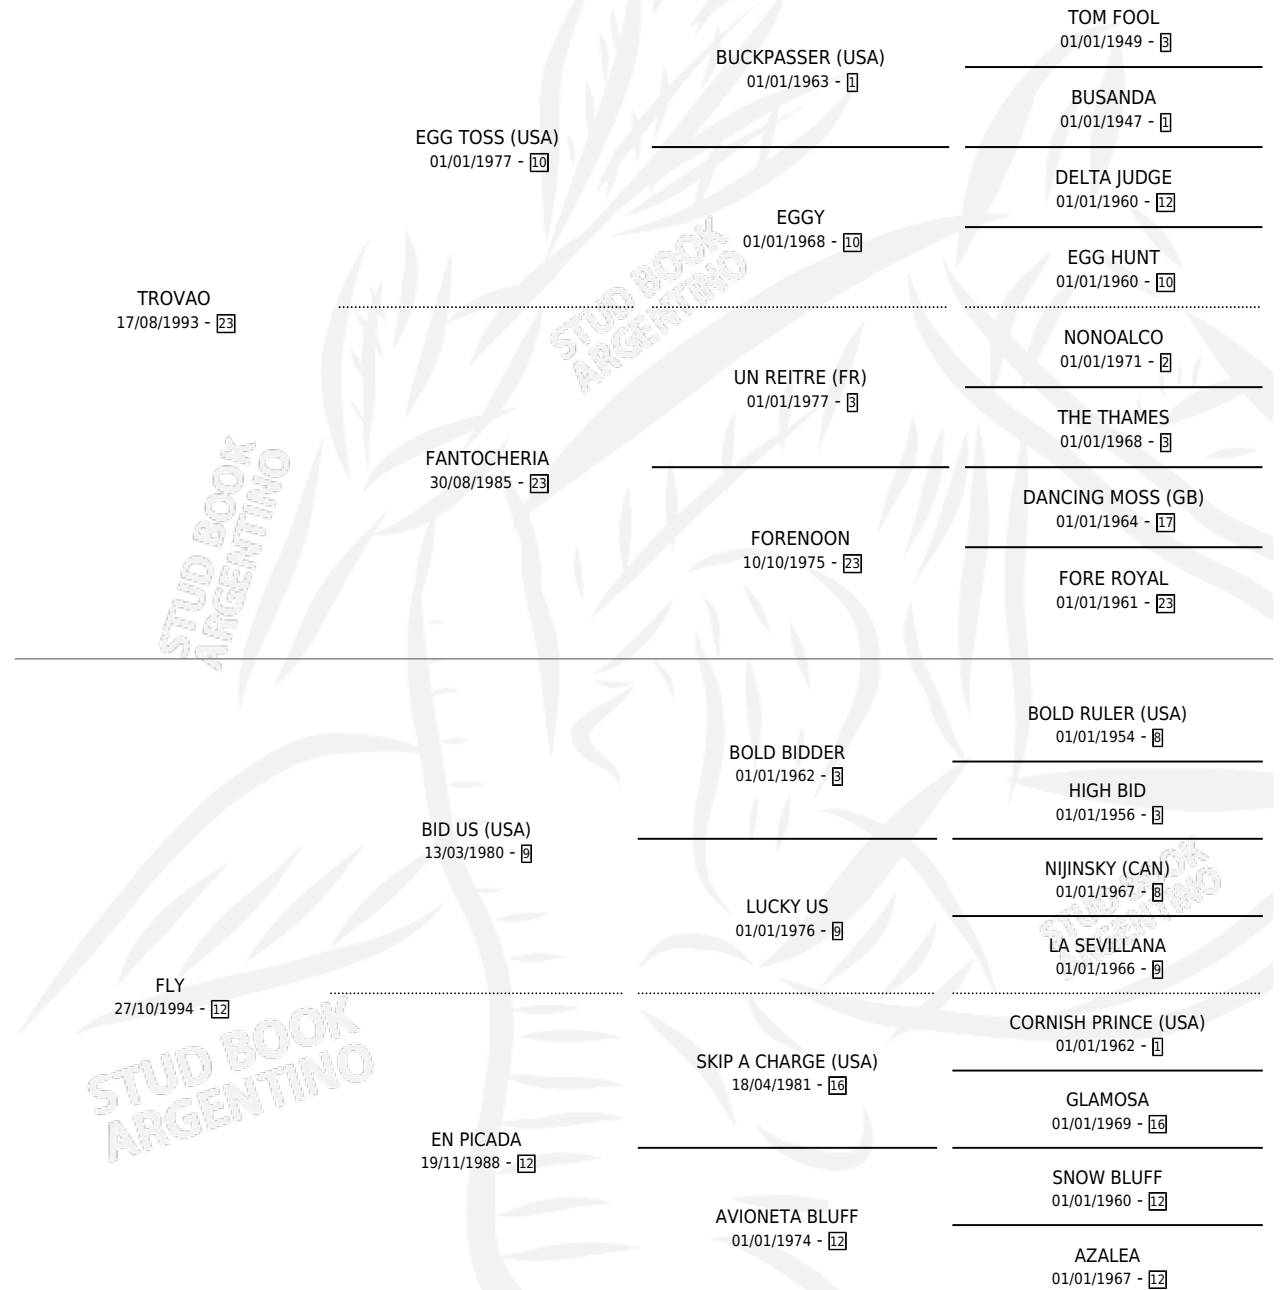 TOM FOOL
01/01/1949 - 3
BUCKPASSER (USA)
01/01/1963 - 1
BUSANDA
01/01/1947 - 1
EGG TOSS (USA)
01/01/1977 - 10
DELTA JUDGE
01/01/1960 - 12
EGGY
01/01/1968 - 10
EGG HUNT
01/01/1960 - 10
TROVAO
17/08/1993 - 23
NONOALCO
01/01/1971 - 2
UN REITRE (FR)
01/01/1977 - 3
THE THAMES
01/01/1968 - 3
FANTOCHERIA
30/08/1985 - 23
DANCING MOSS (GB)
01/01/1964 - 17
FORENOON
10/10/1975 - 23
FORE ROYAL
01/01/1961 - 23
BOLD RULER (USA)
01/01/1954 - 8
BOLD BIDDER
01/01/1962 - 3
HIGH BID
01/01/1956 - 3
BID US (USA)
13/03/1980 - 9
NIJINSKY (CAN)
01/01/1967 - 8
LUCKY US
01/01/1976 - 9
LA SEVILLANA
01/01/1966 - 9
FLY
27/10/1994 - 12
CORNISH PRINCE (USA)
01/01/1962 - 1
SKIP A CHARGE (USA)
18/04/1981 - 16
GLAMOSA
01/01/1969 - 16
EN PICADA
19/11/1988 - 12
SNOW BLUFF
01/01/1960 - 12
AVIONETA BLUFF
01/01/1974 - 12
AZALEA
01/01/1967 - 12
STUD BOOK
ARGENTINO
STUD BOOK
ARGENTINO
STUD BOOK
ARGENTINO
STUD BOOK
ARGENTINO